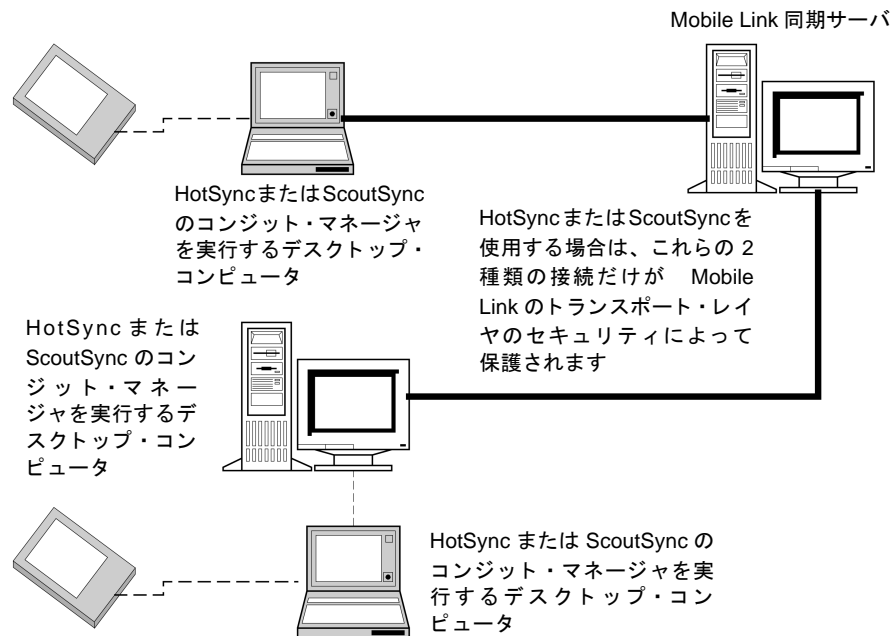 Mobile Link 同期サーバ
HotSyncまたはScoutSync
のコンジット・マネージャ
を実行するデスクトップ・
コンピュータ
HotSyncまたはScoutSyncを
使用する場合は、これらの 2
種類の接続だけが Mobile
Link のトランスポート・レイ
ヤのセキュリティによって
保護されます
HotSync または
ScoutSync のコン
ジット・マネー
ジャを実行するデ
スクトップ・コン
ピュータ
HotSync または ScoutSync の
コンジット・マネージャを実
行するデスクトップ・コン
ピュータ